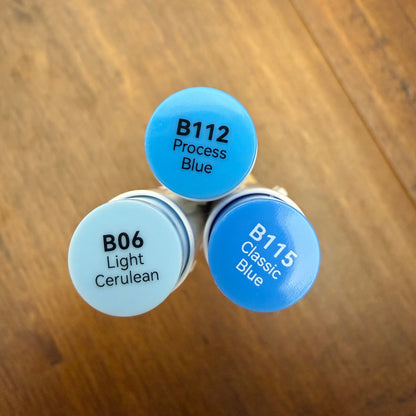 B112
Process
Blue
B06
Light
Cerulean
B115
Classic
Blue